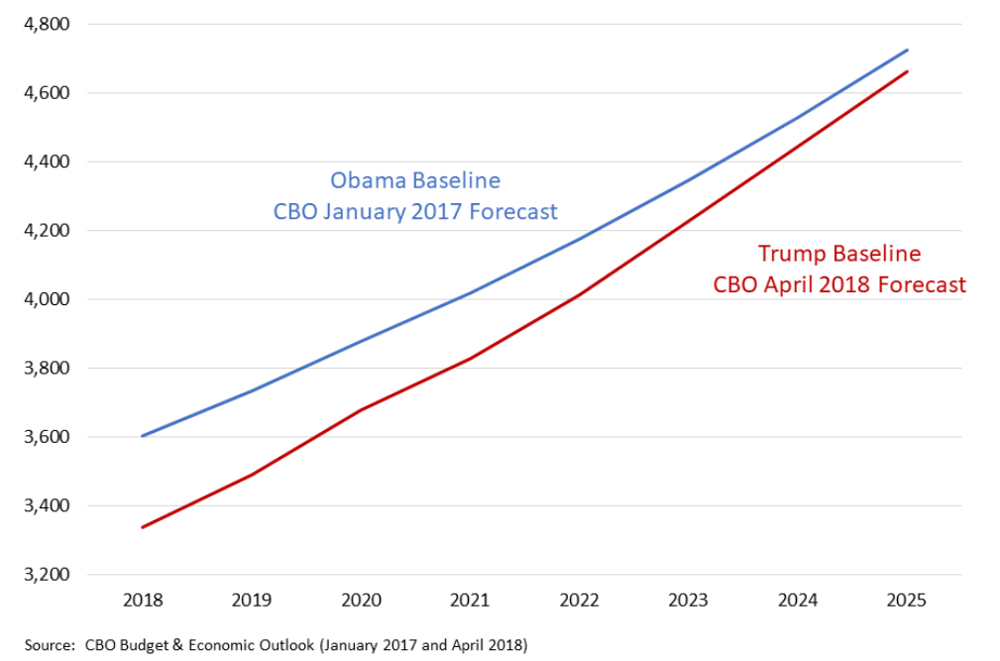 4,800
4,600
4,400
4,200
4,000
3,800
3,600
3,400
3,200
Obama Baseline
CBO January 2017 Forecast
Trump Baseline
CBO April 2018 Forecast
2018 2019 2020 2021 2022 2023 2024 2025
Source: CBO Budget & Economic Outlook (January 2017 and April 2018)